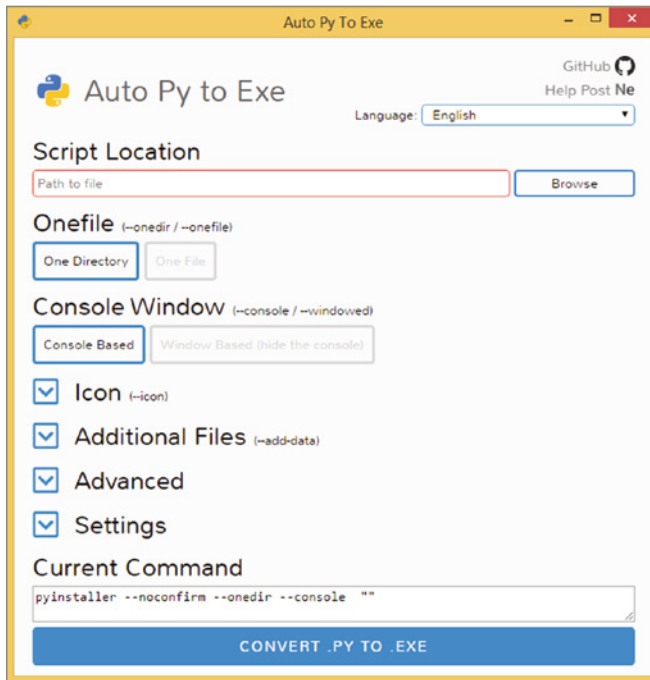 Auto Py To Exe
GitHub
Auto Py to Exe
Help Post Ne
Language: English
Script Location
Path to file
Browse
Onefile (--onedir / --onefile)
One Directory
One File
Console Window (--console / --windowed)
Console Based
Window Based (hide the console)
Icon (--icon)
Additional Files (--add-data)
Advanced
Settings
Current Command
pyinstaller --noconfirm --onedir --console  ""
CONVERT .PY TO .EXE